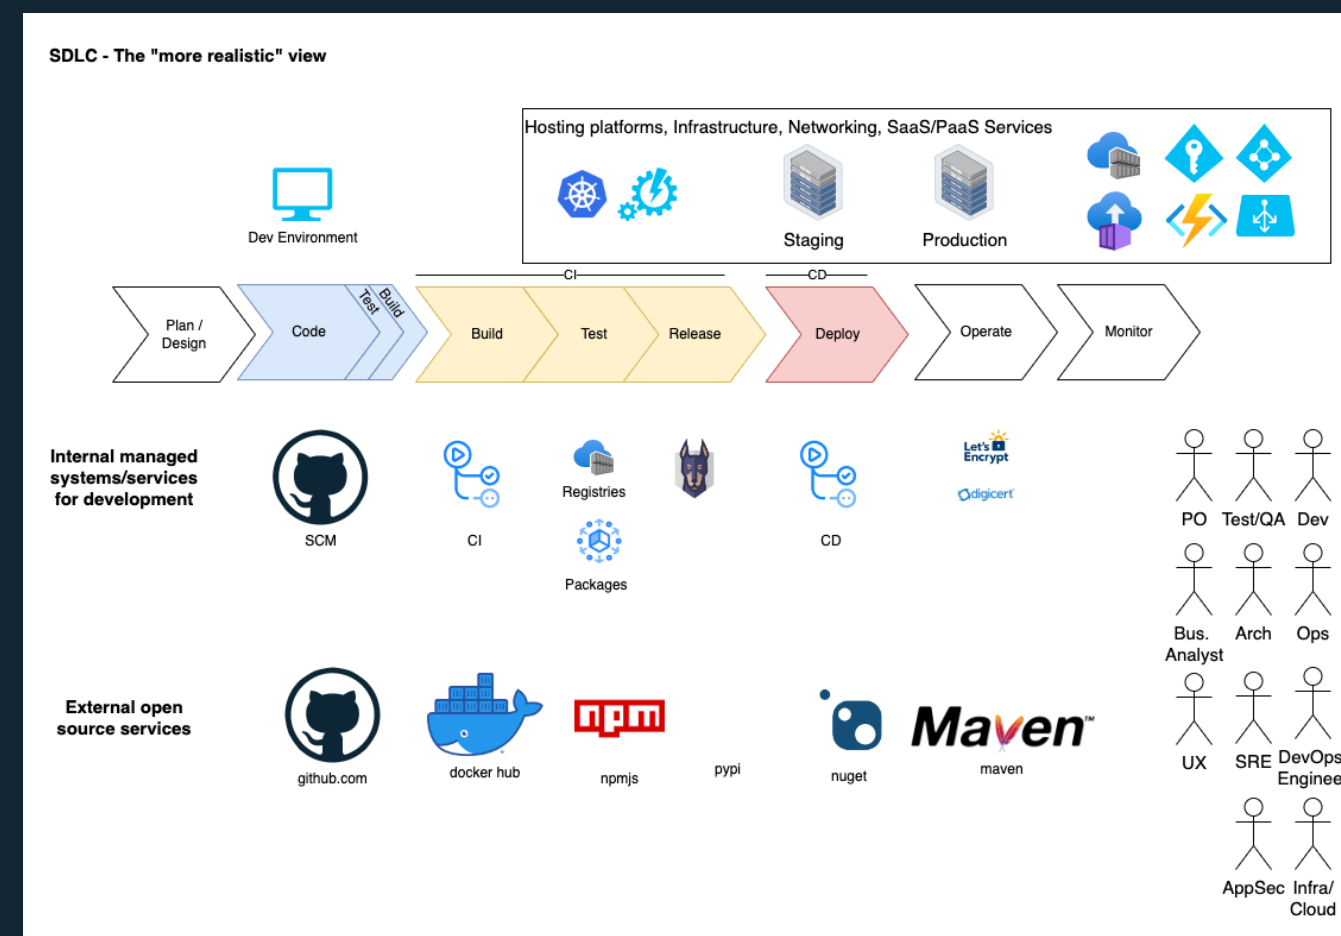 SDLC - The "more realistic" view
Hosting platforms, Infrastructure, Networking, SaaS/PaaS Services
Dev Environment
Staging
Production
CI
CD
Plan /
Design
Code
Test
Build
Build
Test
Release
Deploy
Operate
Monitor
Internal managed
systems/services
for development
SCM
CI
Registries
Packages
CD
Let's
Encrypt
digicert
PO
Test/QA
Dev
Bus.
Analyst
Arch
Ops
External open
source services
github.com
docker hub
npm
npmjs
pypi
nuget
Maven™
maven
UX
SRE
DevOps
Enginee
AppSec
Infra/
Cloud